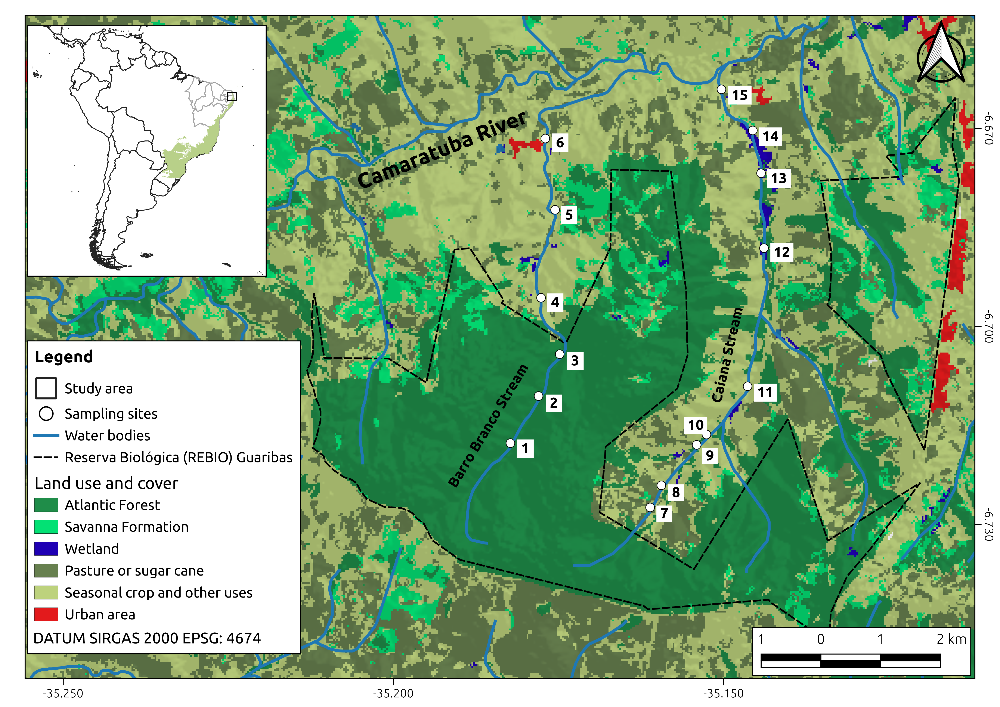 Camaratuba River
Barro Branco Stream
Caiana Stream
15
14
6
13
5
12
4
3
11
2
10
1
9
8
7
-6.670
-6.700
-6.730
Legend
Study area
Sampling sites
Water bodies
Reserva Biológica (REBIO) Guaribas
Land use and cover
Atlantic Forest
Savanna Formation
Wetland
Pasture or sugar cane
Seasonal crop and other uses
Urban area
DATUM SIRGAS 2000 EPSG: 4674
1 0 1 2 km
-35.250 -35.200 -35.150